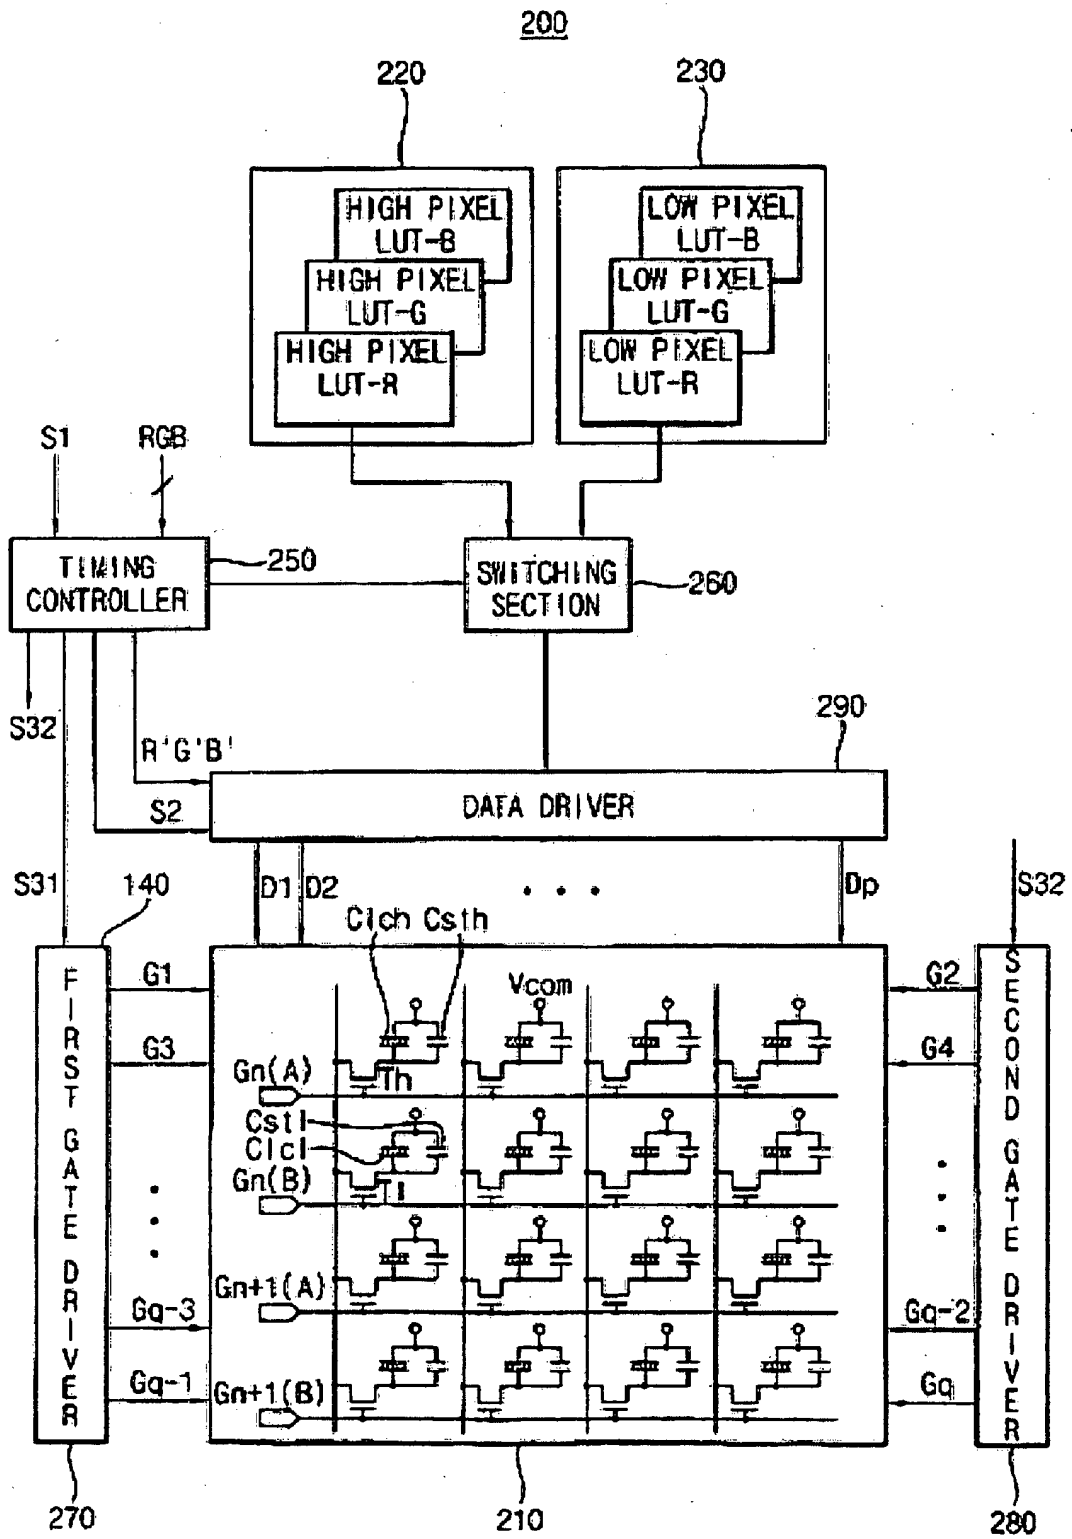 200
220
230
HIGH PIXEL
LUT-B
HIGH PIXEL
LUT-G
HIGH PIXEL
LUT-R
LOW PIXEL
LUT-B
LOW PIXEL
LUT-G
LOW PIXEL
LUT-R
S1
RGB
TIMING
CONTROLLER
250
SWITCHING
SECTION
260
S32
R'G'B'
S2
290
DATA DRIVER
S31
140
D1
D2
Dp
S32
Clch
Csth
FIRST GATE DRIVER
G1
G3
Gq-3
Gq-1
Vcom
Gn(A)
Th
Cstl
Clcl
Gn(B)
Tl
Gn+1(A)
Gn+1(B)
G2
G4
Gq-2
Gq
SECOND GATE DRIVER
270
210
280